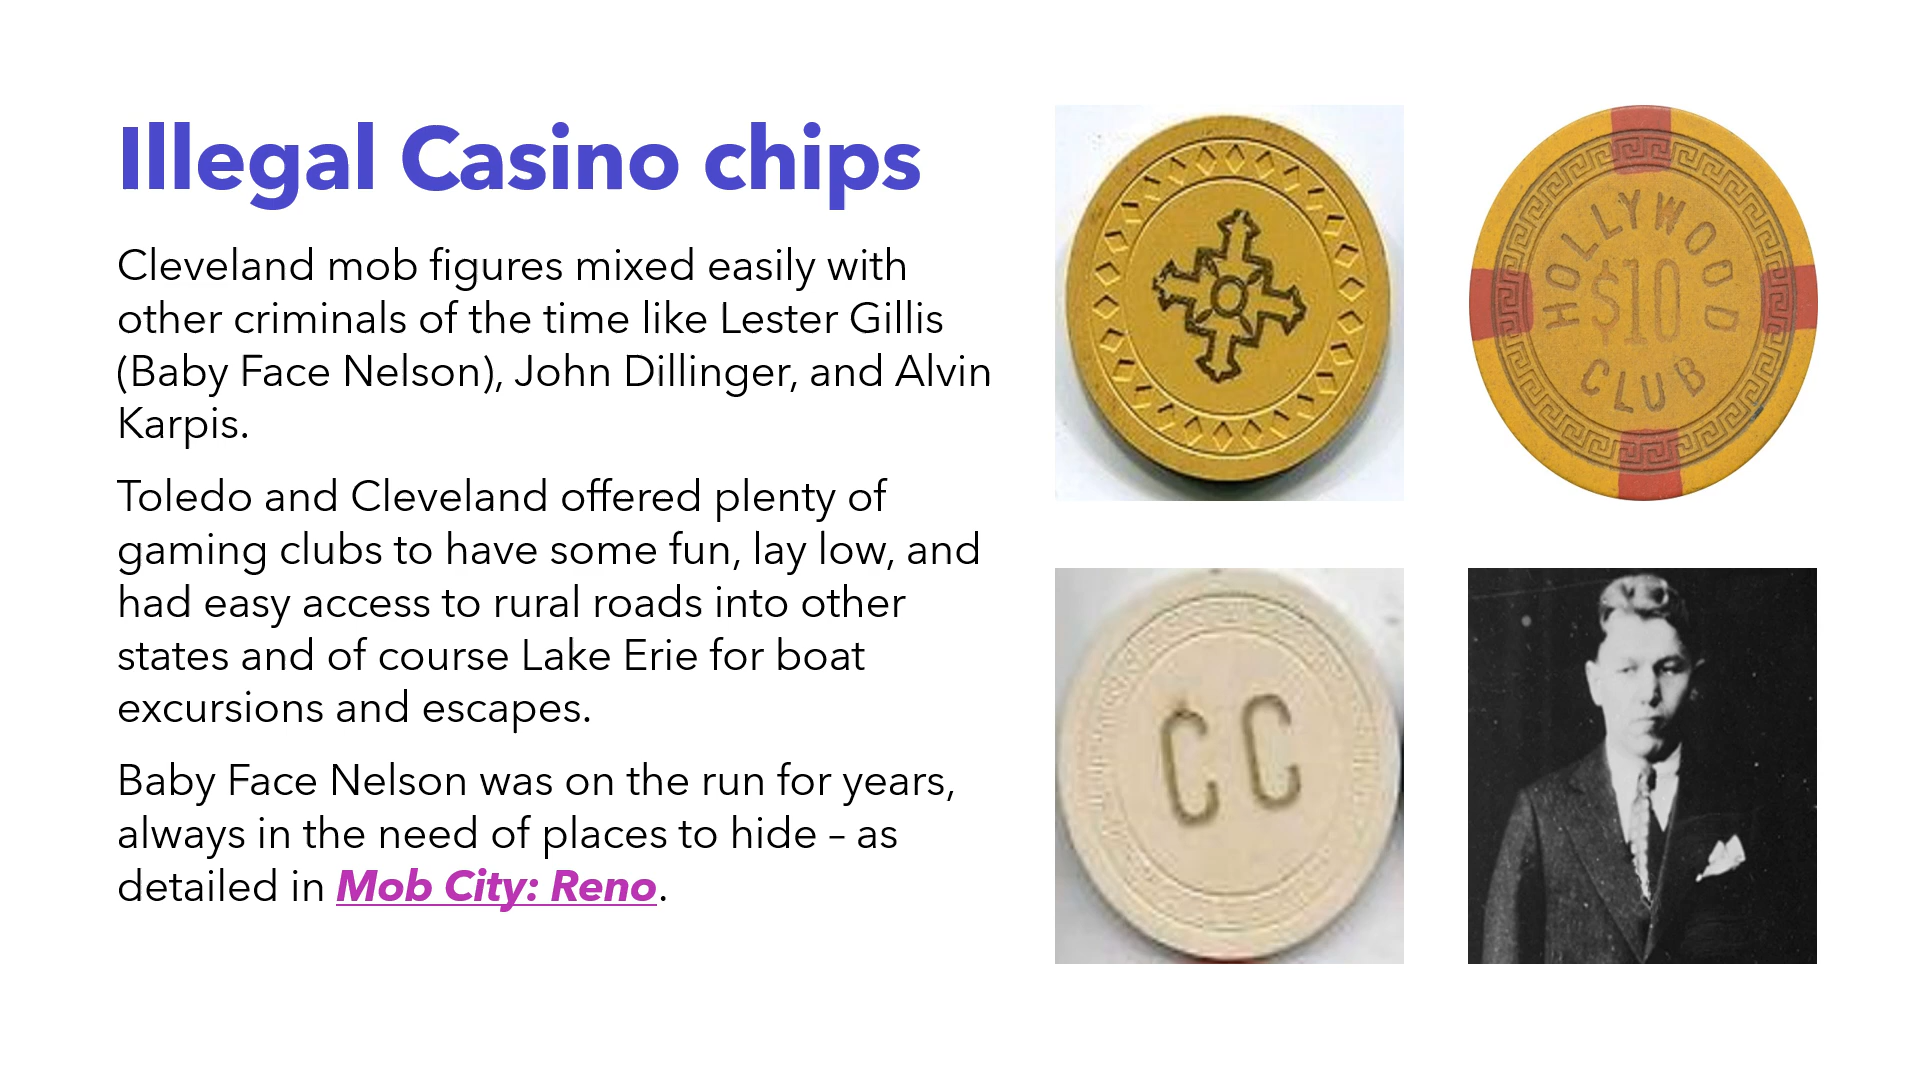 Illegal Casino chips
Cleveland mob figures mixed easily with
other criminals of the time like Lester Gillis
(Baby Face Nelson), John Dillinger, and Alvin
Karpis.
Toledo and Cleveland offered plenty of
gaming clubs to have some fun, lay low, and
had easy access to rural roads into other
states and of course Lake Erie for boat
excursions and escapes.
Baby Face Nelson was on the run for years,
always in the need of places to hide – as
detailed in Mob City: Reno.
HOLLYWOOD
$10
CLUB
CC